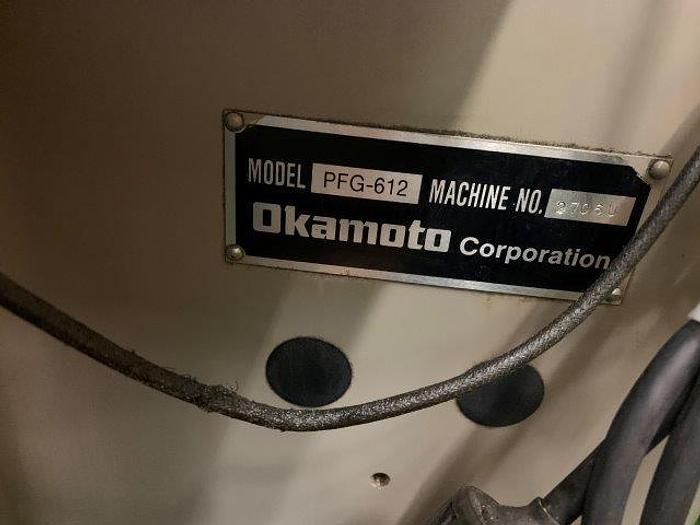 MODEL PFG-612 MACHINE NO.
Okamoto Corporation